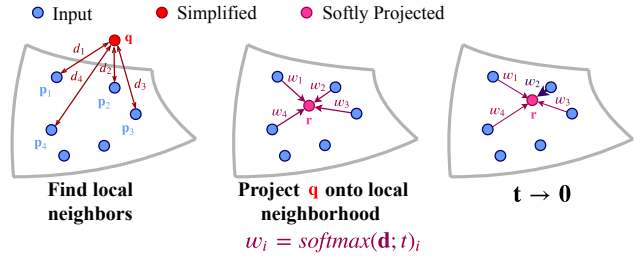 Input Simplified Softly Projected
q
d1 d2 d3 d4
p1 p2 p3 p4
w1 w2 w3 w4
r
w1 w2 w3 w4
r
Find local
neighbors
Project q onto local
neighborhood
wᵢ = softmax(d; t)ᵢ
t → 0